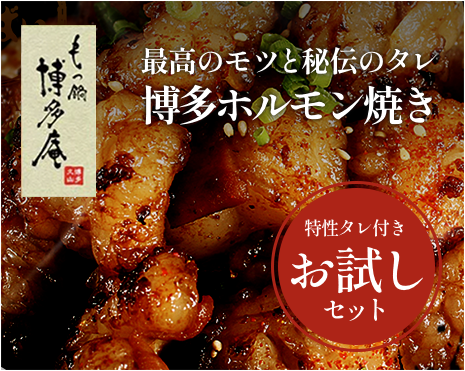 もつ鍋
博多庵
最高のモツと秘伝のタレ
博多ホルモン焼き
特性タレ付き
お試し
セット